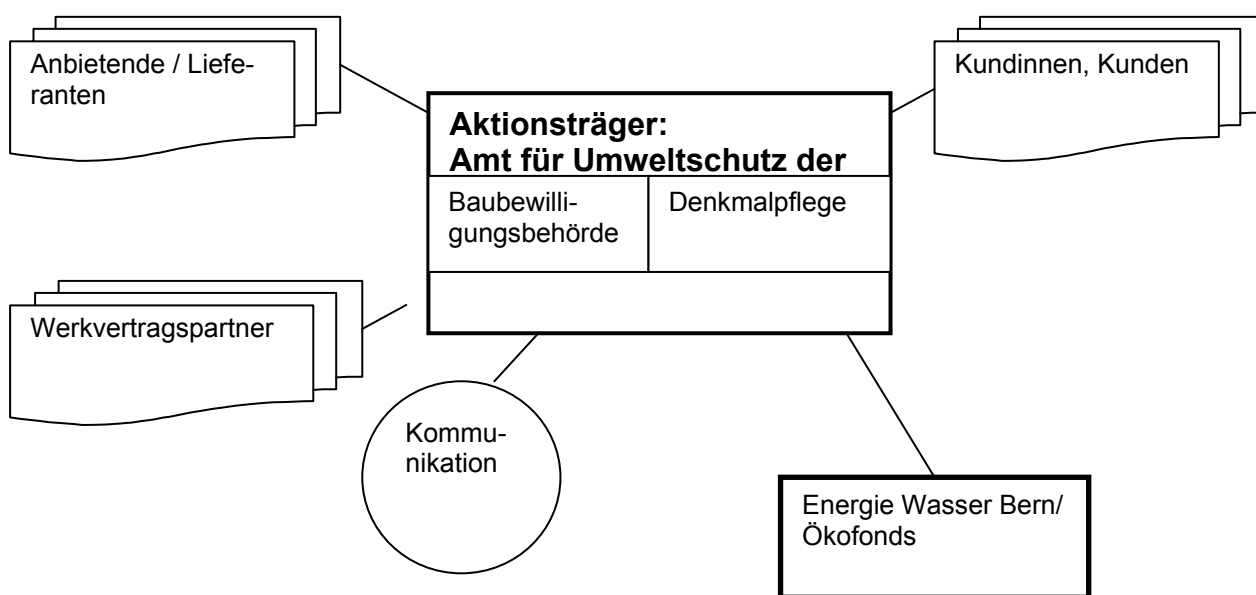 Anbietende / Liefe-
ranten
Kundinnen, Kunden
Aktionsträger:
Amt für Umweltschutz der
Baubewilli-
gungsbehörde
Denkmalpflege
Werkvertragspartner
Kommu-
nikation
Energie Wasser Bern/
Ökofonds